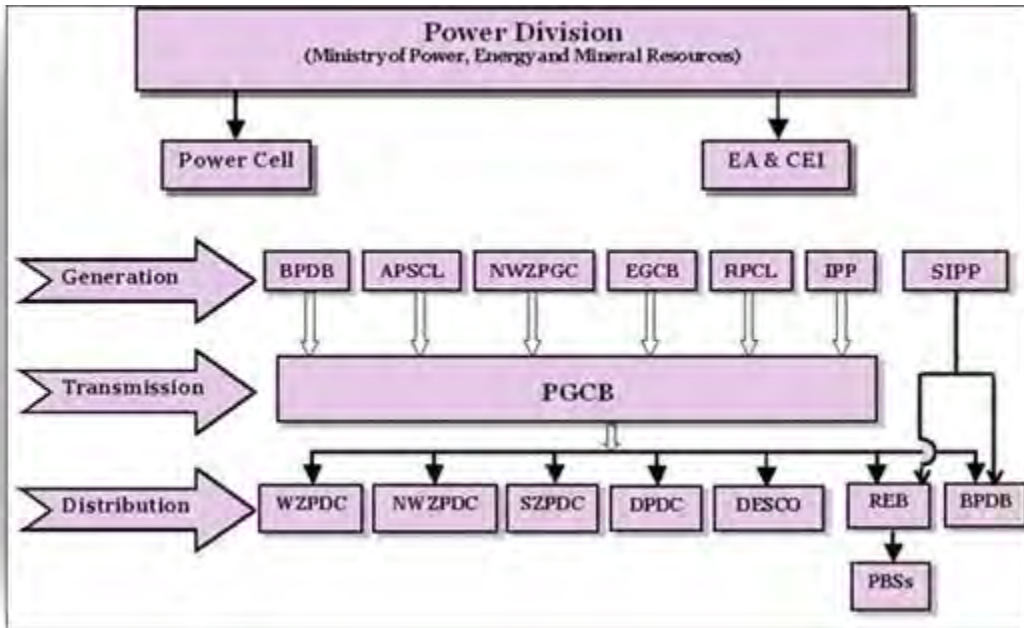 Power Division
(Ministry of Power, Energy and Mineral Resources)
Power Cell
EA & CEI
Generation
BPDB
APSCL
NWZPGC
EGCB
RPCL
IPP
SIPP
Transmission
PGCB
Distribution
WZPDC
NWZPDC
SZPDC
DPDC
DESCO
REB
BPDB
PBSs